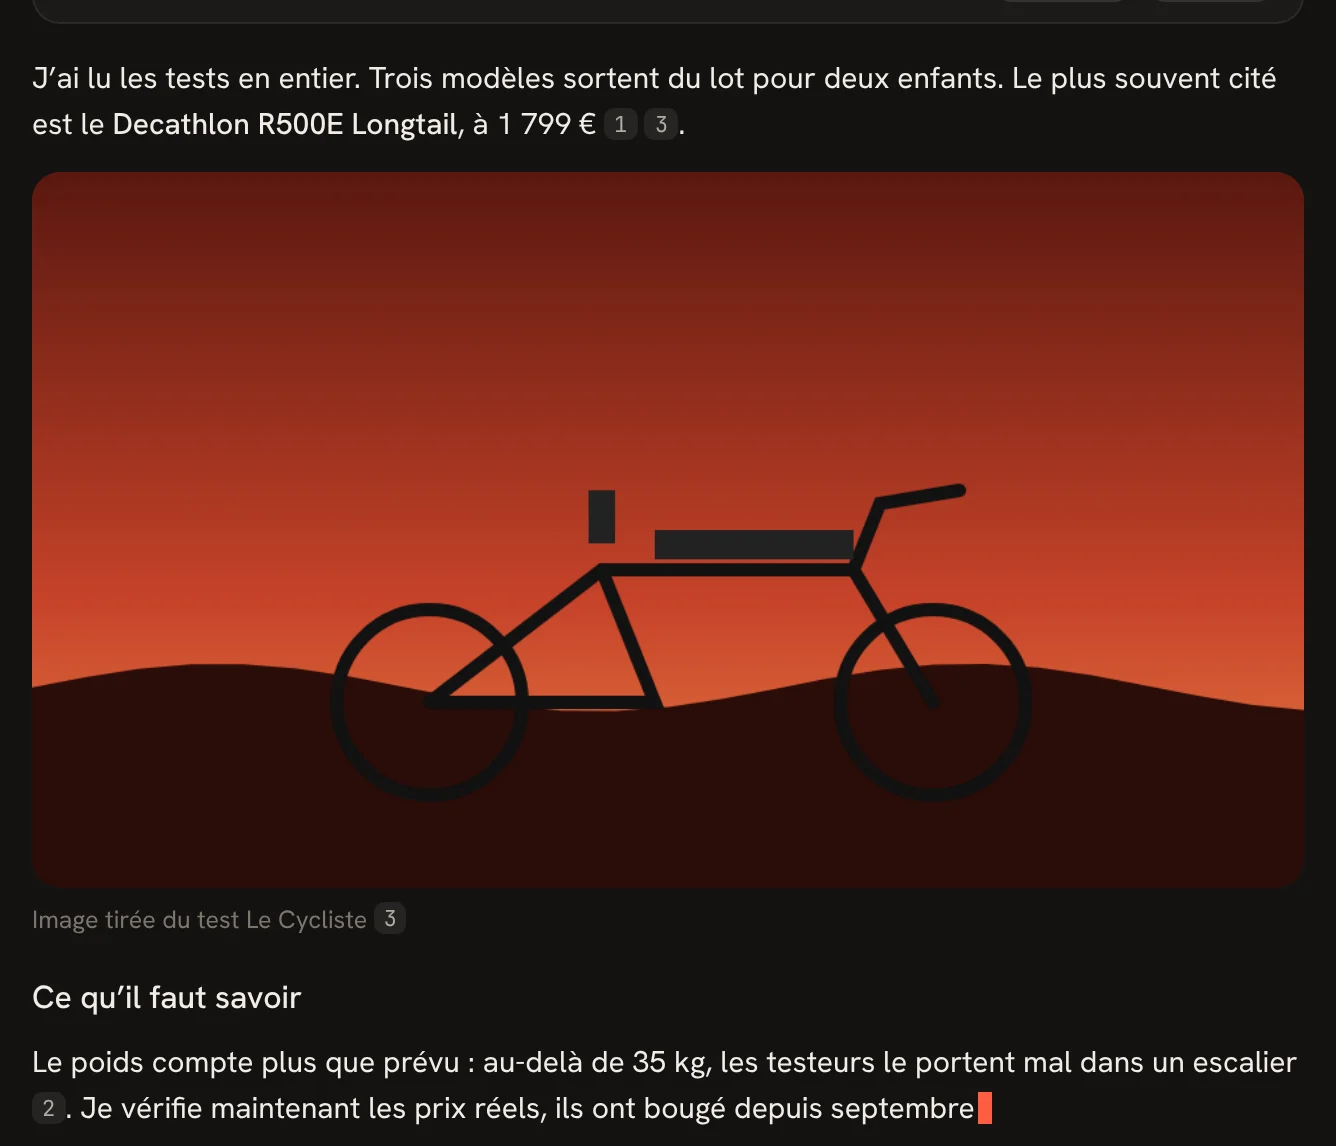 J’ai lu les tests en entier. Trois modèles sortent du lot pour deux enfants. Le plus souvent cité
est le Decathlon R500E Longtail, à 1 799 € 1 3.
Image tirée du test Le Cycliste 3
Ce qu’il faut savoir
Le poids compte plus que prévu : au-delà de 35 kg, les testeurs le portent mal dans un escalier
2. Je vérifie maintenant les prix réels, ils ont bougé depuis septembre